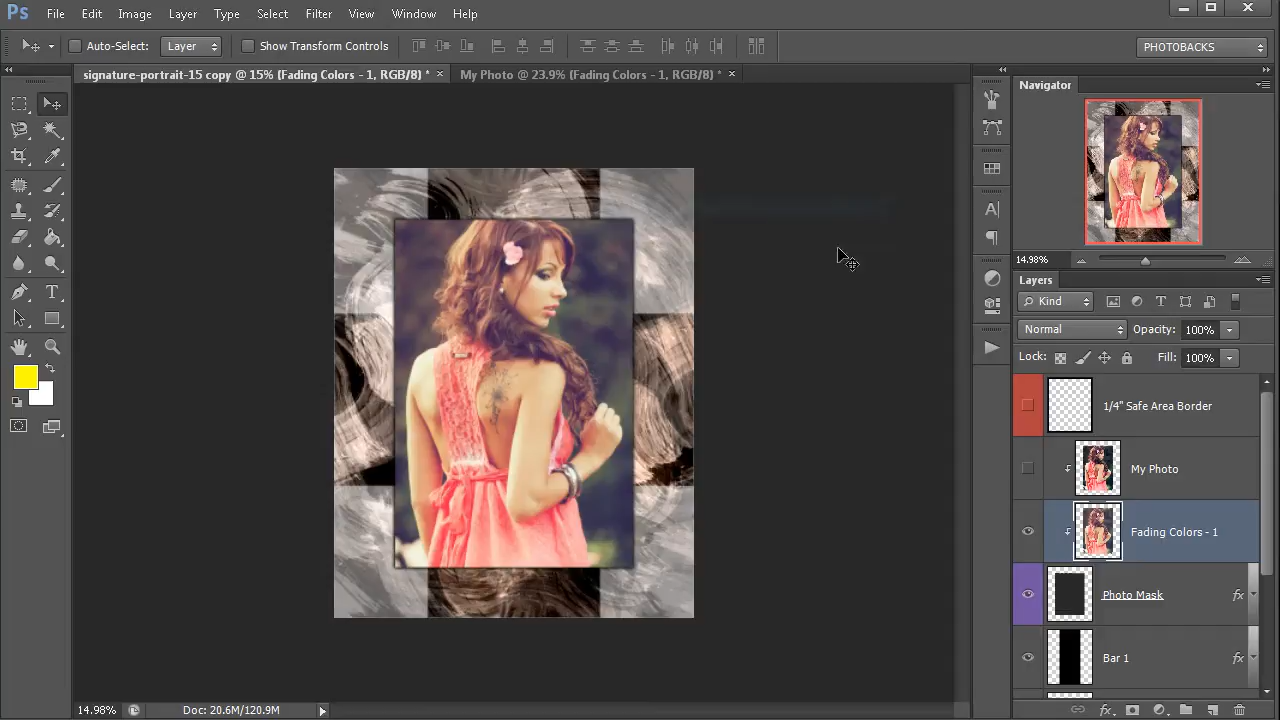 Ps File Edit Image Layer Type Select Filter View Window Help
Auto-Select: Layer Show Transform Controls PHOTOBACKS
signature-portrait-15 copy @ 15% (Fading Colors - 1, RGB/8) * × My Photo @ 23.9% (Fading Colors - 1, RGB/8) * ×
Navigator
14.98%
Layers
Kind
Normal Opacity: 100%
Lock: Fill: 100%
1/4" Safe Area Border
My Photo
Fading Colors - 1
Photo Mask fx
Bar 1 fx
14.98% Doc: 20.6M/120.9M